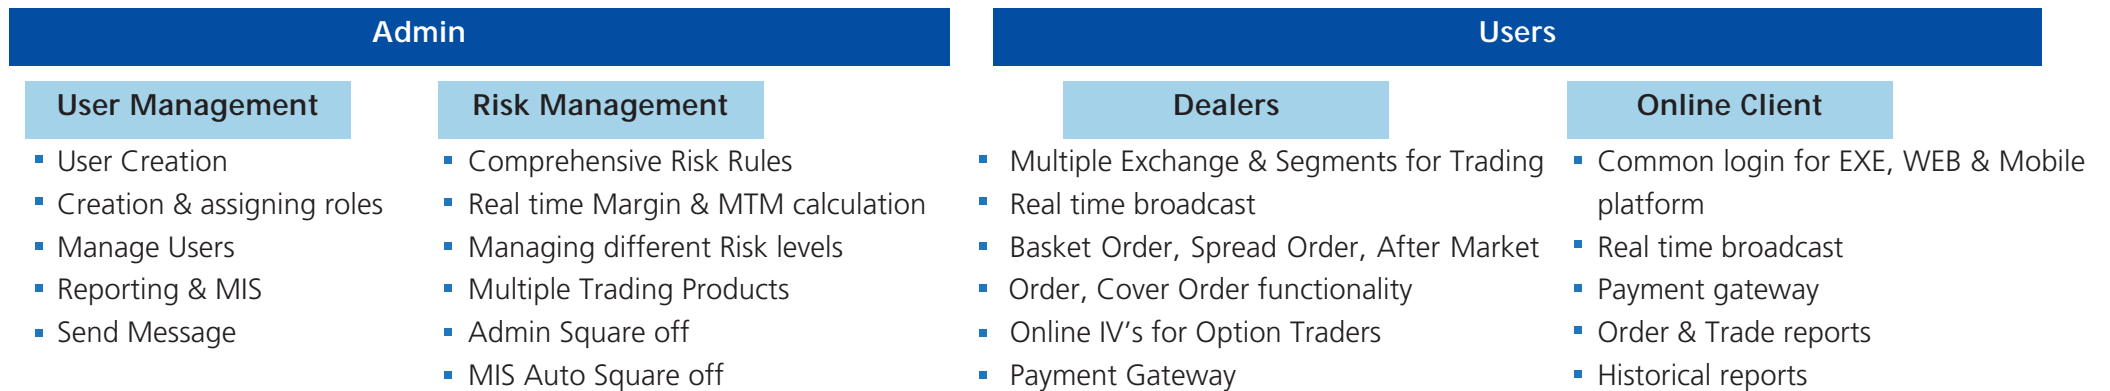 Admin
User Management
▪ User Creation
▪ Creation & assigning roles
▪ Manage Users
▪ Reporting & MIS
▪ Send Message
Risk Management
▪ Comprehensive Risk Rules
▪ Real time Margin & MTM calculation
▪ Managing different Risk levels
▪ Multiple Trading Products
▪ Admin Square off
▪ MIS Auto Square off
Users
Dealers
▪ Multiple Exchange & Segments for Trading
▪ Real time broadcast
▪ Basket Order, Spread Order, After Market
▪ Order, Cover Order functionality
▪ Online IV's for Option Traders
▪ Payment Gateway
Online Client
▪ Common login for EXE, WEB & Mobile
platform
▪ Real time broadcast
▪ Payment gateway
▪ Order & Trade reports
▪ Historical reports